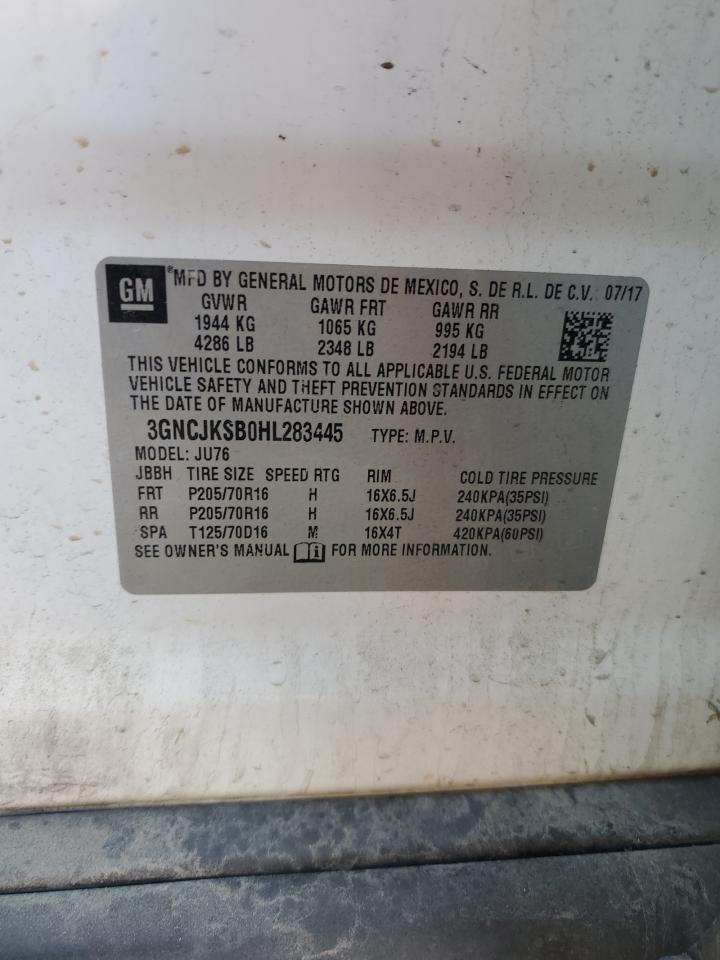 GM ® MFD BY GENERAL MOTORS DE MEXICO, S. DE R.L. DE C.V. 07/17
GVWR GAWR FRT GAWR RR
1944 KG 1065 KG 995 KG
4286 LB 2348 LB 2194 LB
THIS VEHICLE CONFORMS TO ALL APPLICABLE U.S. FEDERAL MOTOR
VEHICLE SAFETY AND THEFT PREVENTION STANDARDS IN EFFECT ON
THE DATE OF MANUFACTURE SHOWN ABOVE.
3GNCJKSB0HL283445 TYPE: M.P.V.
MODEL: JU76
JBBH TIRE SIZE SPEED RTG RIM COLD TIRE PRESSURE
FRT P205/70R16 H 16X6.5J 240KPA(35PSI)
RR P205/70R16 H 16X6.5J 240KPA(35PSI)
SPA T125/70D16 M 16X4T 420KPA(60PSI)
SEE OWNER'S MANUAL i FOR MORE INFORMATION.